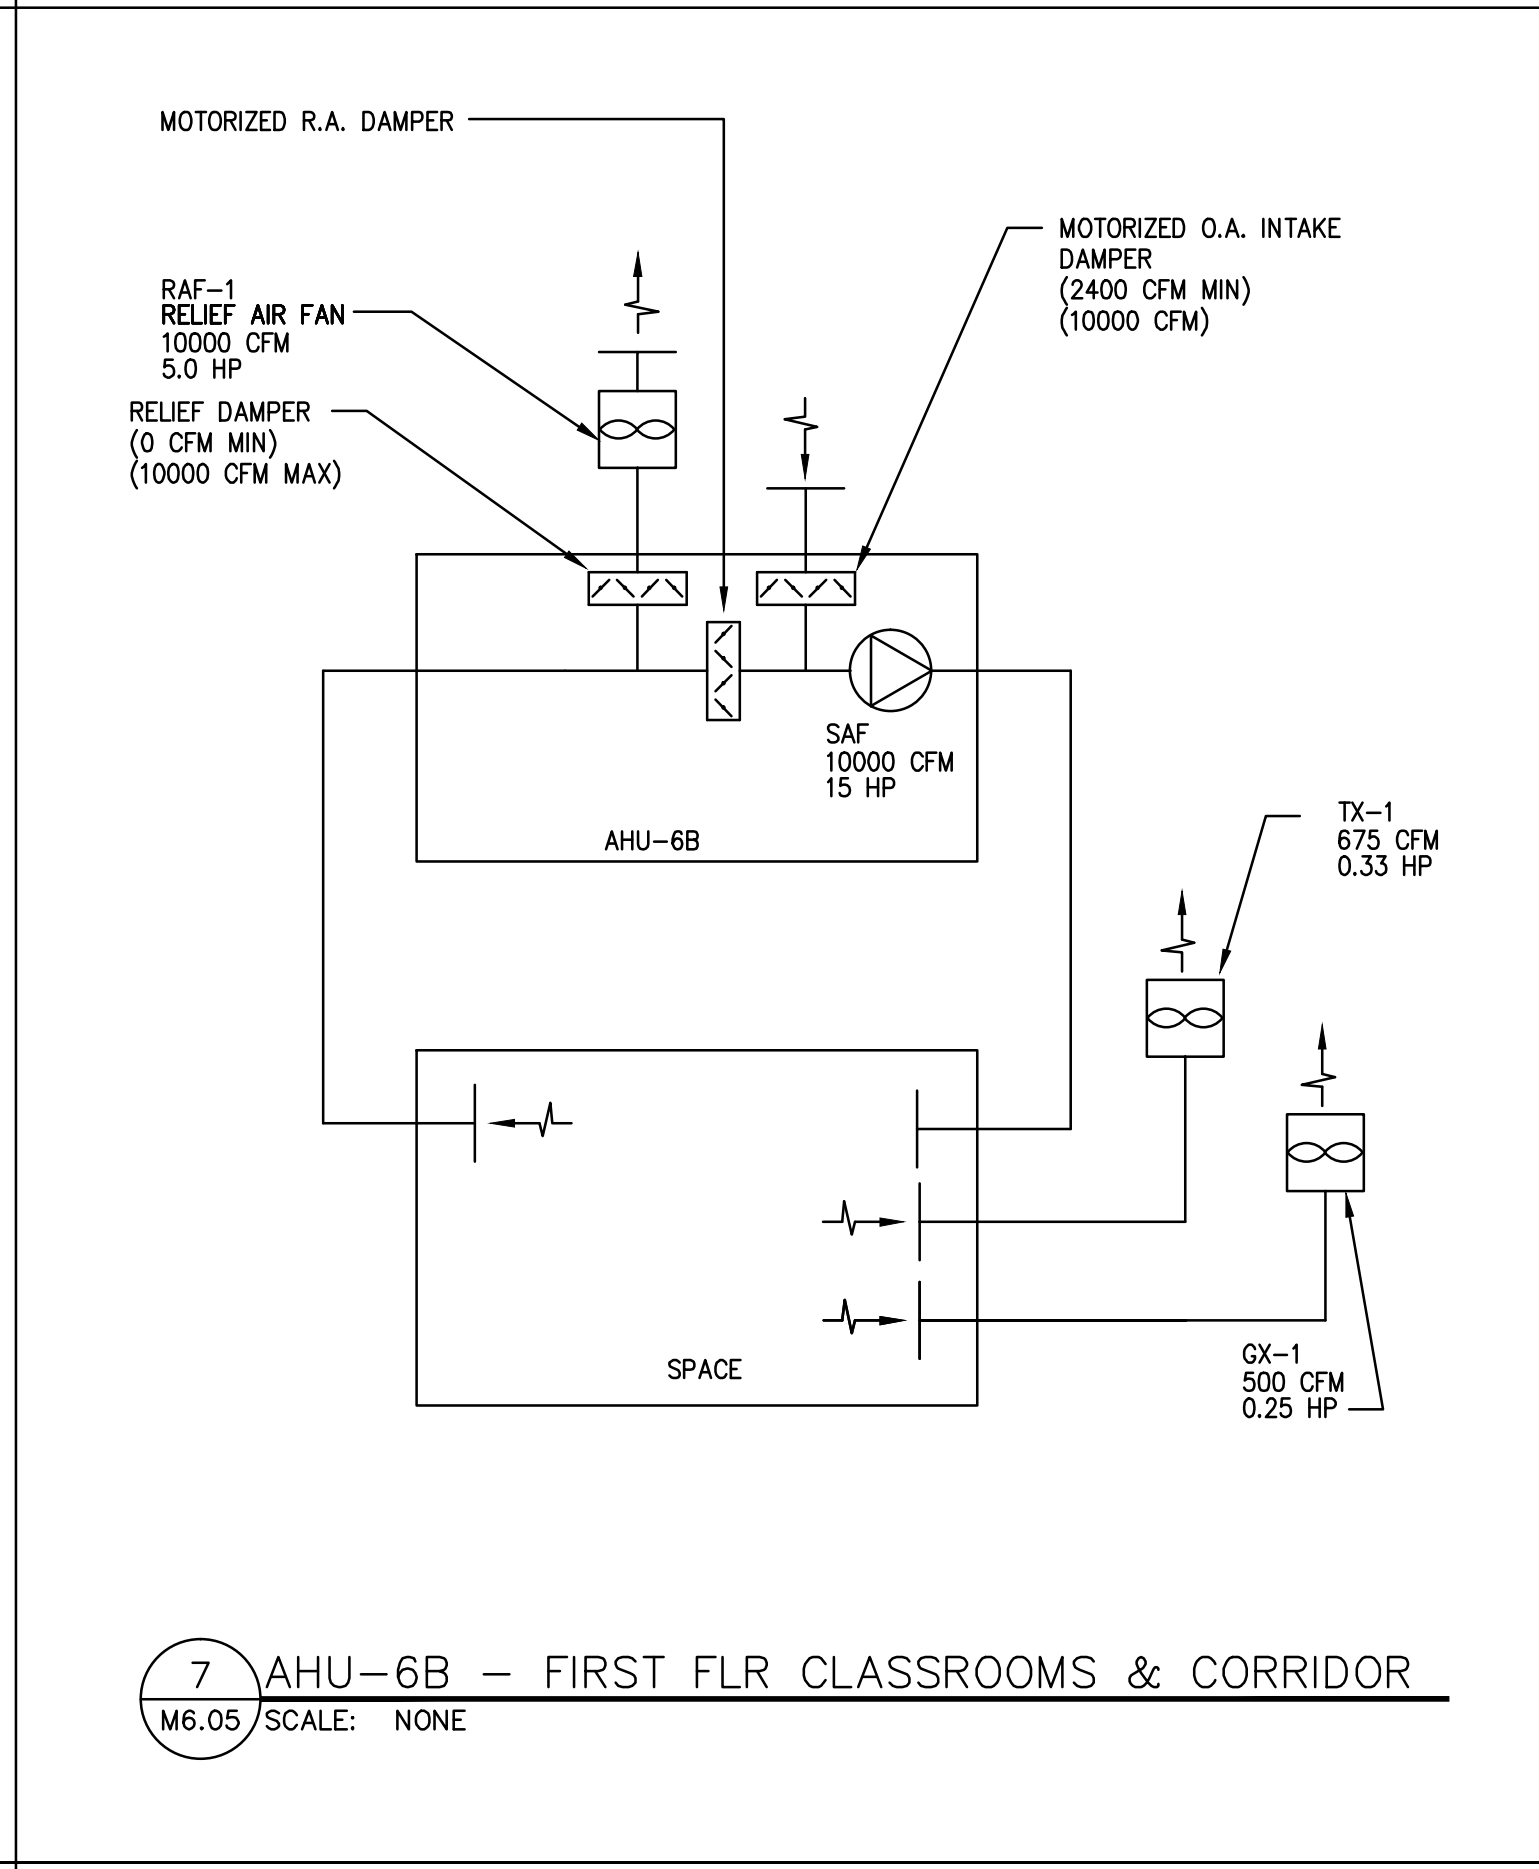 MOTORIZED R.A. DAMPER
MOTORIZED O.A. INTAKE
DAMPER
(2400 CFM MIN)
(10000 CFM)
RAF-1
RELIEF AIR FAN
10000 CFM
5.0 HP
RELIEF DAMPER
(0 CFM MIN)
(10000 CFM MAX)
SAF
10000 CFM
15 HP
AHU-6B
TX-1
675 CFM
0.33 HP
SPACE
GX-1
500 CFM
0.25 HP
7
AHU-6B - FIRST FLR CLASSROOMS & CORRIDOR
M6.05
SCALE: NONE